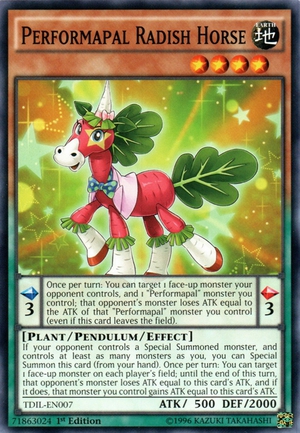 PERFORMAPAL RADISH HORSE
EARTH
地
Once per turn: You can target 1 face-up monster your
opponent controls, and 1 "Performapal" monster you
control; that opponent's monster loses ATK equal to
the ATK of that "Performapal" monster you control
(even if this card leaves the field).
3
3
[PLANT/PENDULUM/EFFECT]
If your opponent controls a Special Summoned monster, and
controls at least as many monsters as you, you can Special
Summon this card (from your hand). Once per turn: You can target
1 face-up monster on each player's field; until the end of this turn,
that opponent's monster loses ATK equal to this card's ATK, and if
it does, that monster you control gains ATK equal to this card's ATK.
TDIL-EN007
ATK/ 500
DEF/2000
71863024
1st Edition
©1996 KAZUKI TAKAHASHI